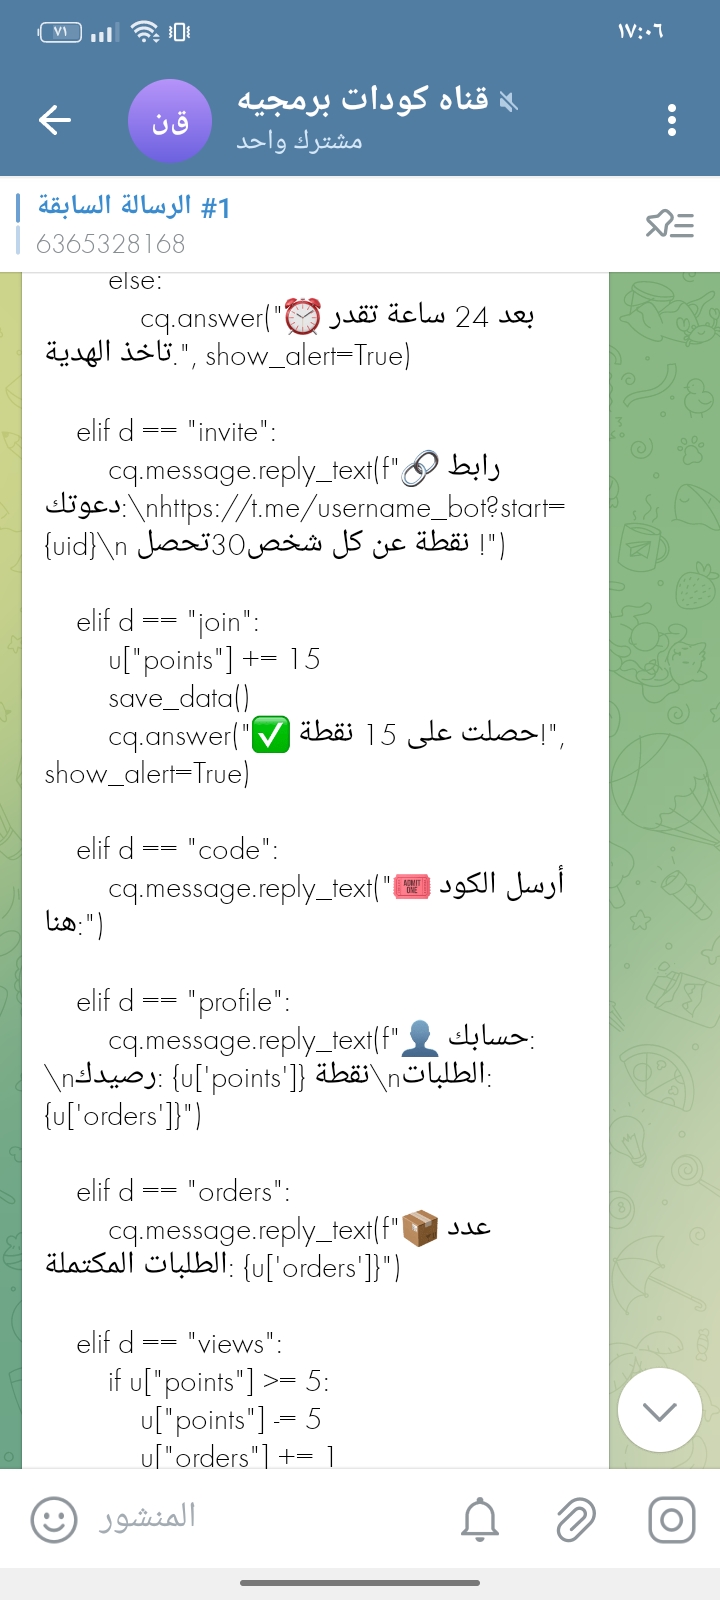 ٧١
١٧:٠٦
قن
قناه كودات برمجيه
مشترك واحد
الرسالة السابقة #1
6365328168
else:
cq.answer("⏰ بعد 24 ساعة تقدر
تاخذ الهدية.", show_alert=True)
elif d == "invite":
cq.message.reply_text(f"🔗 رابط
دعوتك:\nhttps://t.me/username_bot?start=
{uid}\n نقطة عن كل شخص30تحصل !")
elif d == "join":
u["points"] += 15
save_data()
cq.answer("✅ حصلت على 15 نقطة!",
show_alert=True)
elif d == "code":
cq.message.reply_text("🎟 أرسل الكود
هنا:")
elif d == "profile":
cq.message.reply_text(f"👤 حسابك:
\nرصيدك: {u['points']} نقطة\nالطلبات:
{u['orders']}")
elif d == "orders":
cq.message.reply_text(f"📦 عدد
الطلبات المكتملة: {u['orders']}")
elif d == "views":
if u["points"] >= 5:
u["points"] -= 5
u["orders"] += 1
المنشور